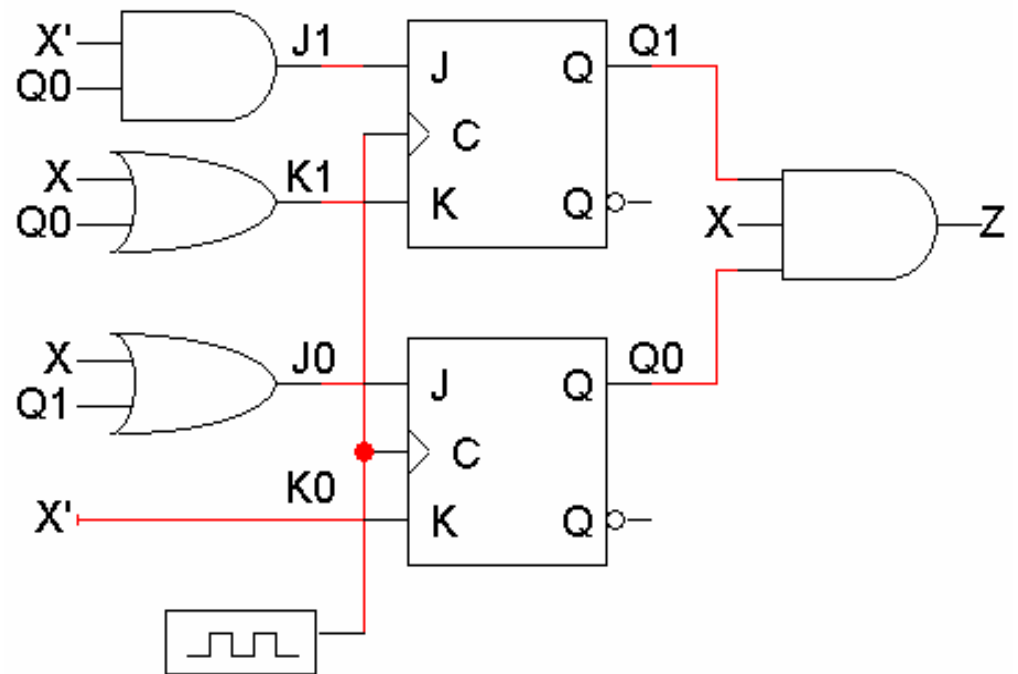 X' J1 Q1
Q0 J Q
C
X K1
Q0 K Q
X Z
X J0 Q0
Q1 J Q
C
K0
X' K Q